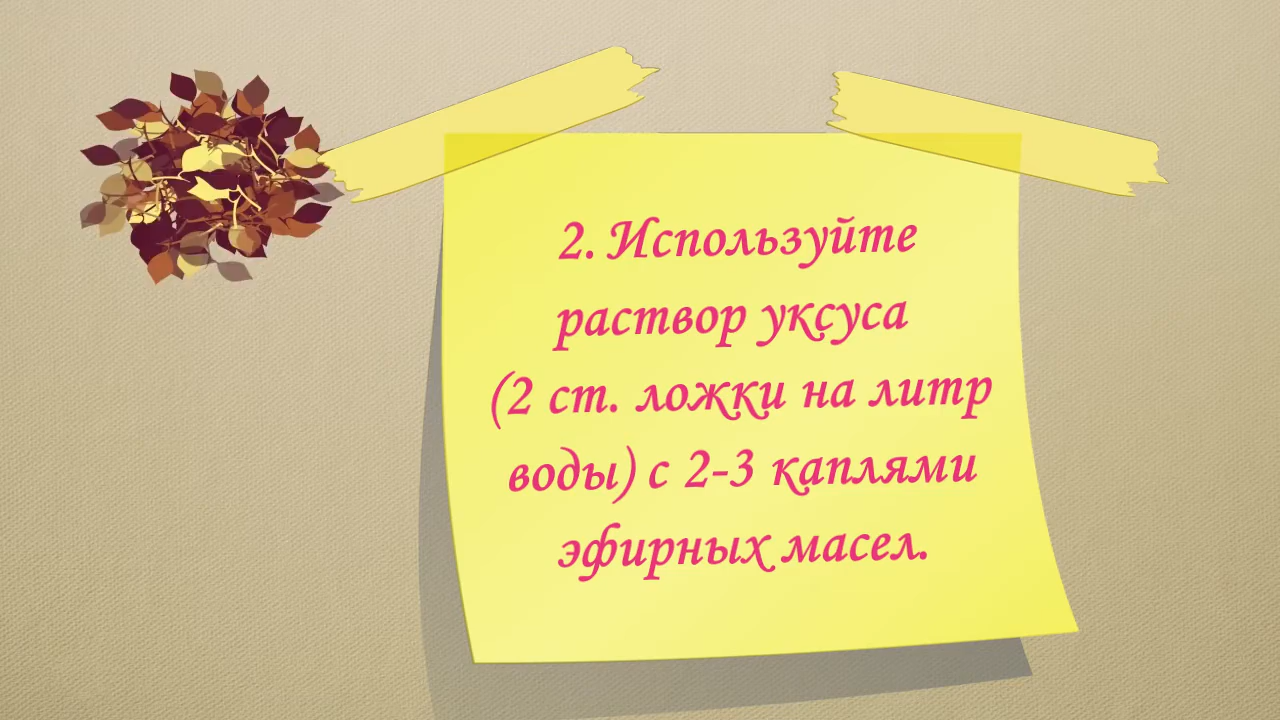 2. Используйте
раствор уксуса
(2 ст. ложки на литр
воды) с 2-3 каплями
эфирных масел.